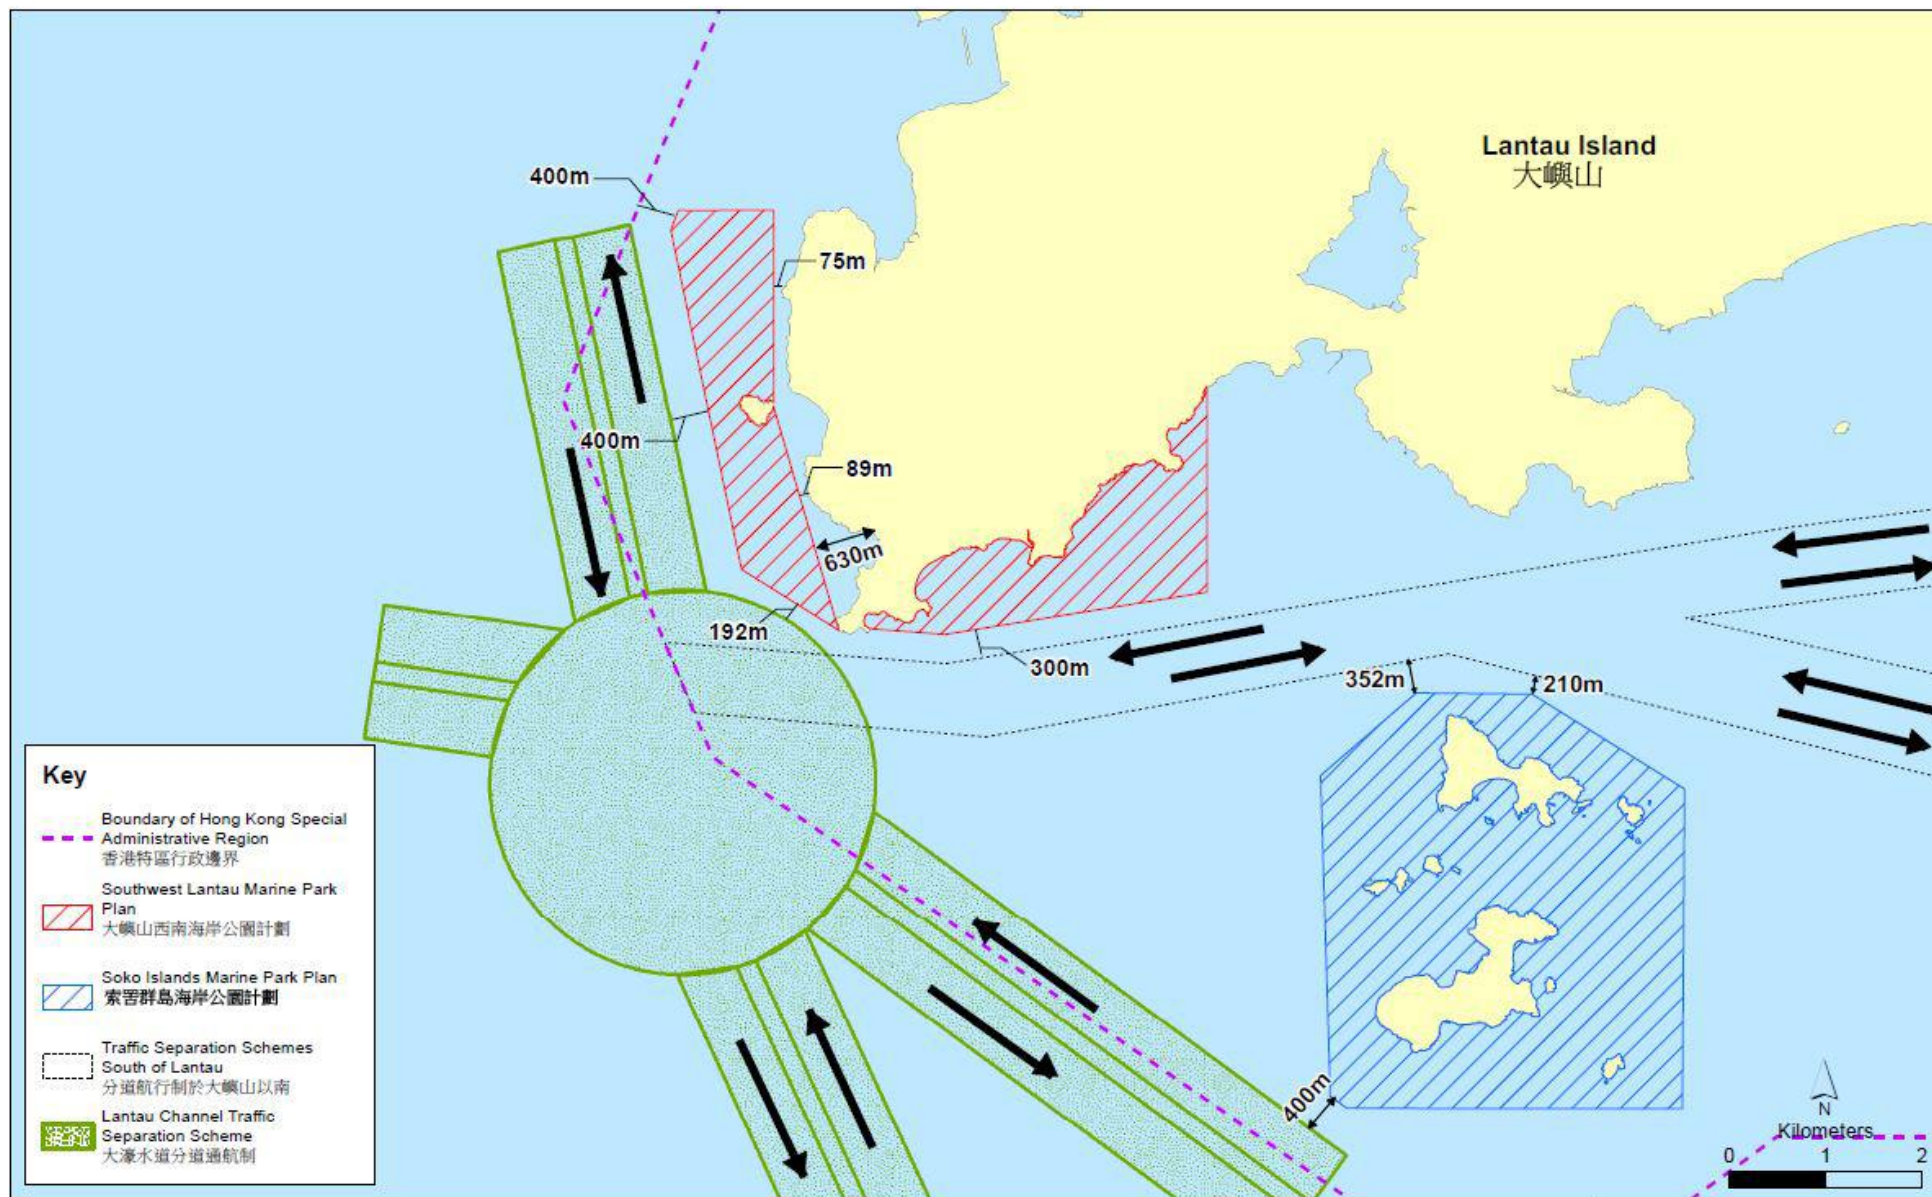 Lantau Island
大嶼山
400m
75m
400m
89m
630m
192m
300m
352m
210m
400m
Key
Boundary of Hong Kong Special
Administrative Region
香港特區行政邊界
Southwest Lantau Marine Park
Plan
大嶼山西南海岸公園計劃
Soko Islands Marine Park Plan
索罟群島海岸公園計劃
Traffic Separation Schemes
South of Lantau
分道航行制於大嶼山以南
Lantau Channel Traffic
Separation Scheme
大濠水道分道通航制
N
Kilometers
0 1 2